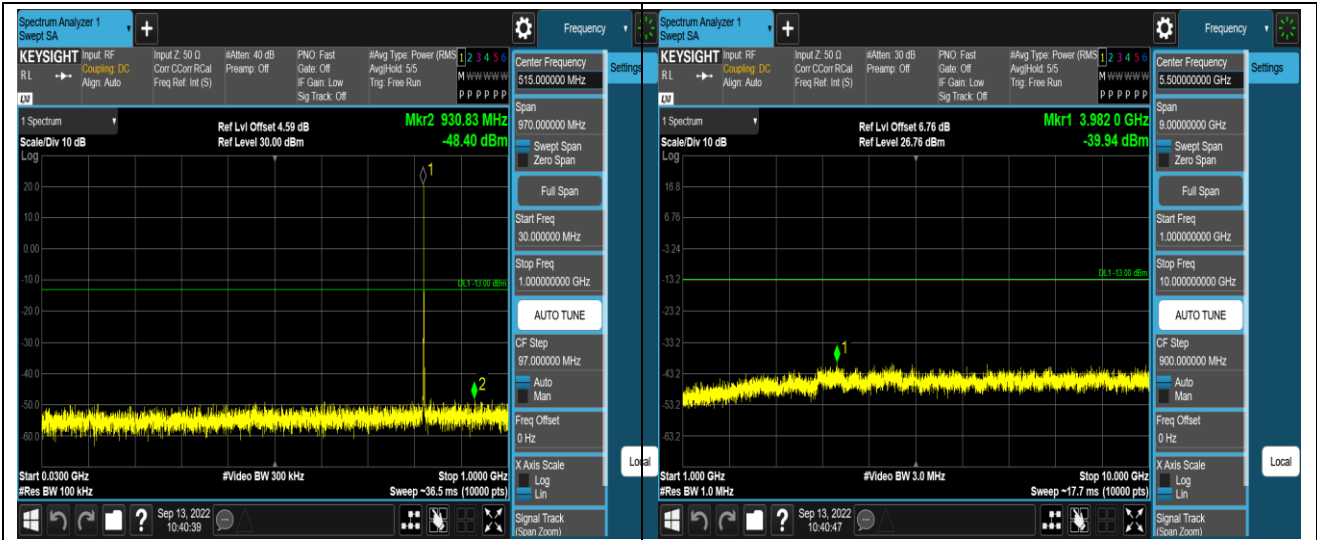 Spectrum Analyzer 1
Swept SA
+
Frequency
KEYSIGHT
RL
LXI
Input: RF
Coupling: DC
Align: Auto
Input Z: 50 Ω
Corr CCorr RCal
Freq Ref: Int (S)
#Atten: 40 dB
Preamp: Off
PNO: Fast
Gate: Off
IF Gain: Low
Sig Track: Off
#Avg Type: Power (RMS
Avg|Hold: 5/5
Trig: Free Run
1 2 3 4 5 6
M W W W W W
P P P P P P
Center Frequency
515.000000 MHz
Settings
1 Spectrum
Scale/Div 10 dB
Log
Ref Lvl Offset 4.59 dB
Ref Level 30.00 dBm
Mkr2 930.83 MHz
-48.40 dBm
Span
970.000000 MHz
Swept Span
Zero Span
Full Span
Start Freq
30.000000 MHz
Stop Freq
1.000000000 GHz
AUTO TUNE
CF Step
97.000000 MHz
Auto
Man
Freq Offset
0 Hz
X Axis Scale
Log
Lin
Signal Track
(Span Zoom)
Local
1
20.0
10.0
0.00
-10.0
DL1 -13.00 dBm
-20.0
-30.0
-40.0
2
-50.0
-60.0
Start 0.0300 GHz
#Res BW 100 kHz
#Video BW 300 kHz
Stop 1.0000 GHz
Sweep ~36.5 ms (10000 pts)
?
Sep 13, 2022
10:40:39
Spectrum Analyzer 1
Swept SA
+
Frequency
KEYSIGHT
RL
LXI
Input: RF
Coupling: DC
Align: Auto
Input Z: 50 Ω
Corr CCorr RCal
Freq Ref: Int (S)
#Atten: 30 dB
Preamp: Off
PNO: Fast
Gate: Off
IF Gain: Low
Sig Track: Off
#Avg Type: Power (RMS
Avg|Hold: 5/5
Trig: Free Run
1 2 3 4 5 6
M W W W W W
P P P P P P
Center Frequency
5.500000000 GHz
Settings
1 Spectrum
Scale/Div 10 dB
Log
Ref Lvl Offset 6.76 dB
Ref Level 26.76 dBm
Mkr1 3.982 0 GHz
-39.94 dBm
Span
9.00000000 GHz
Swept Span
Zero Span
Full Span
Start Freq
1.000000000 GHz
Stop Freq
10.000000000 GHz
AUTO TUNE
CF Step
900.000000 MHz
Auto
Man
Freq Offset
0 Hz
X Axis Scale
Log
Lin
Signal Track
(Span Zoom)
Local
16.8
6.76
-3.24
-13.2
DL1 -13.00 dBm
-23.2
-33.2
1
-43.2
-53.2
-63.2
Start 1.000 GHz
#Res BW 1.0 MHz
#Video BW 3.0 MHz
Stop 10.000 GHz
Sweep ~17.7 ms (10000 pts)
?
Sep 13, 2022
10:40:47